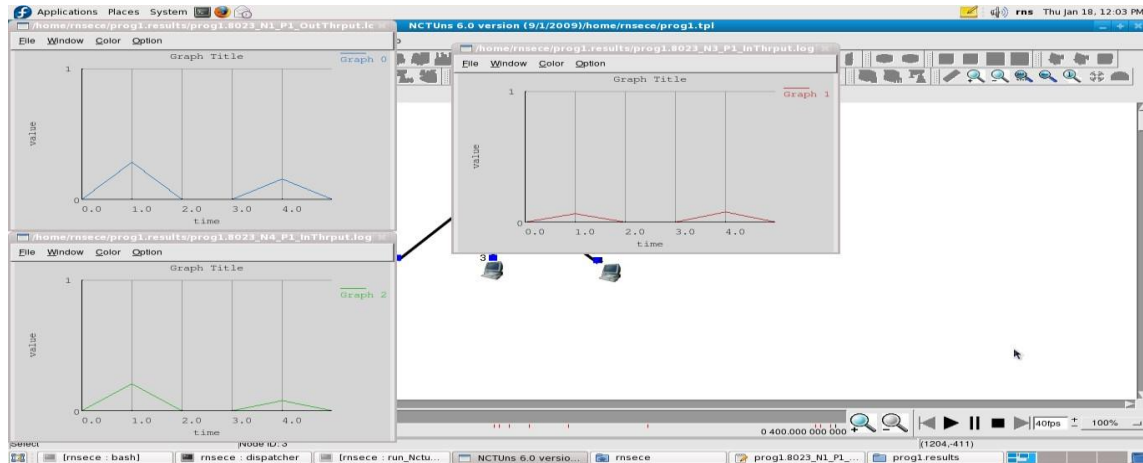 Applications Places System
rns Thu Jan 18, 12:03 PM
NCTUns 6.0 version (9/1/2009)/home/rnsece/prog1.tpl
/home/rnsece/prog1.results/prog1.8023_N1_P1_OutThrput.lc
File Window Color Option
Graph Title
Graph 0
1
value
0
0.0 1.0 2.0 3.0 4.0
time
/home/rnsece/prog1.results/prog1.8023_N3_P1_InThrput.log
File Window Color Option
Graph Title
Graph 1
1
value
0
0.0 1.0 2.0 3.0 4.0
time
/home/rnsece/prog1.results/prog1.8023_N4_P1_InThrput.log
File Window Color Option
Graph Title
Graph 2
1
value
0
0.0 1.0 2.0 3.0 4.0
time
3
0 400.000 000 000
40fps
100%
Select
Node ID: 3
(1204,-411)
[rnsece : bash]
rnsece : dispatcher
[rnsece : run_Nctu...
NCTUns 6.0 versio...
rnsece
prog1.8023_N1_P1_...
prog1.results